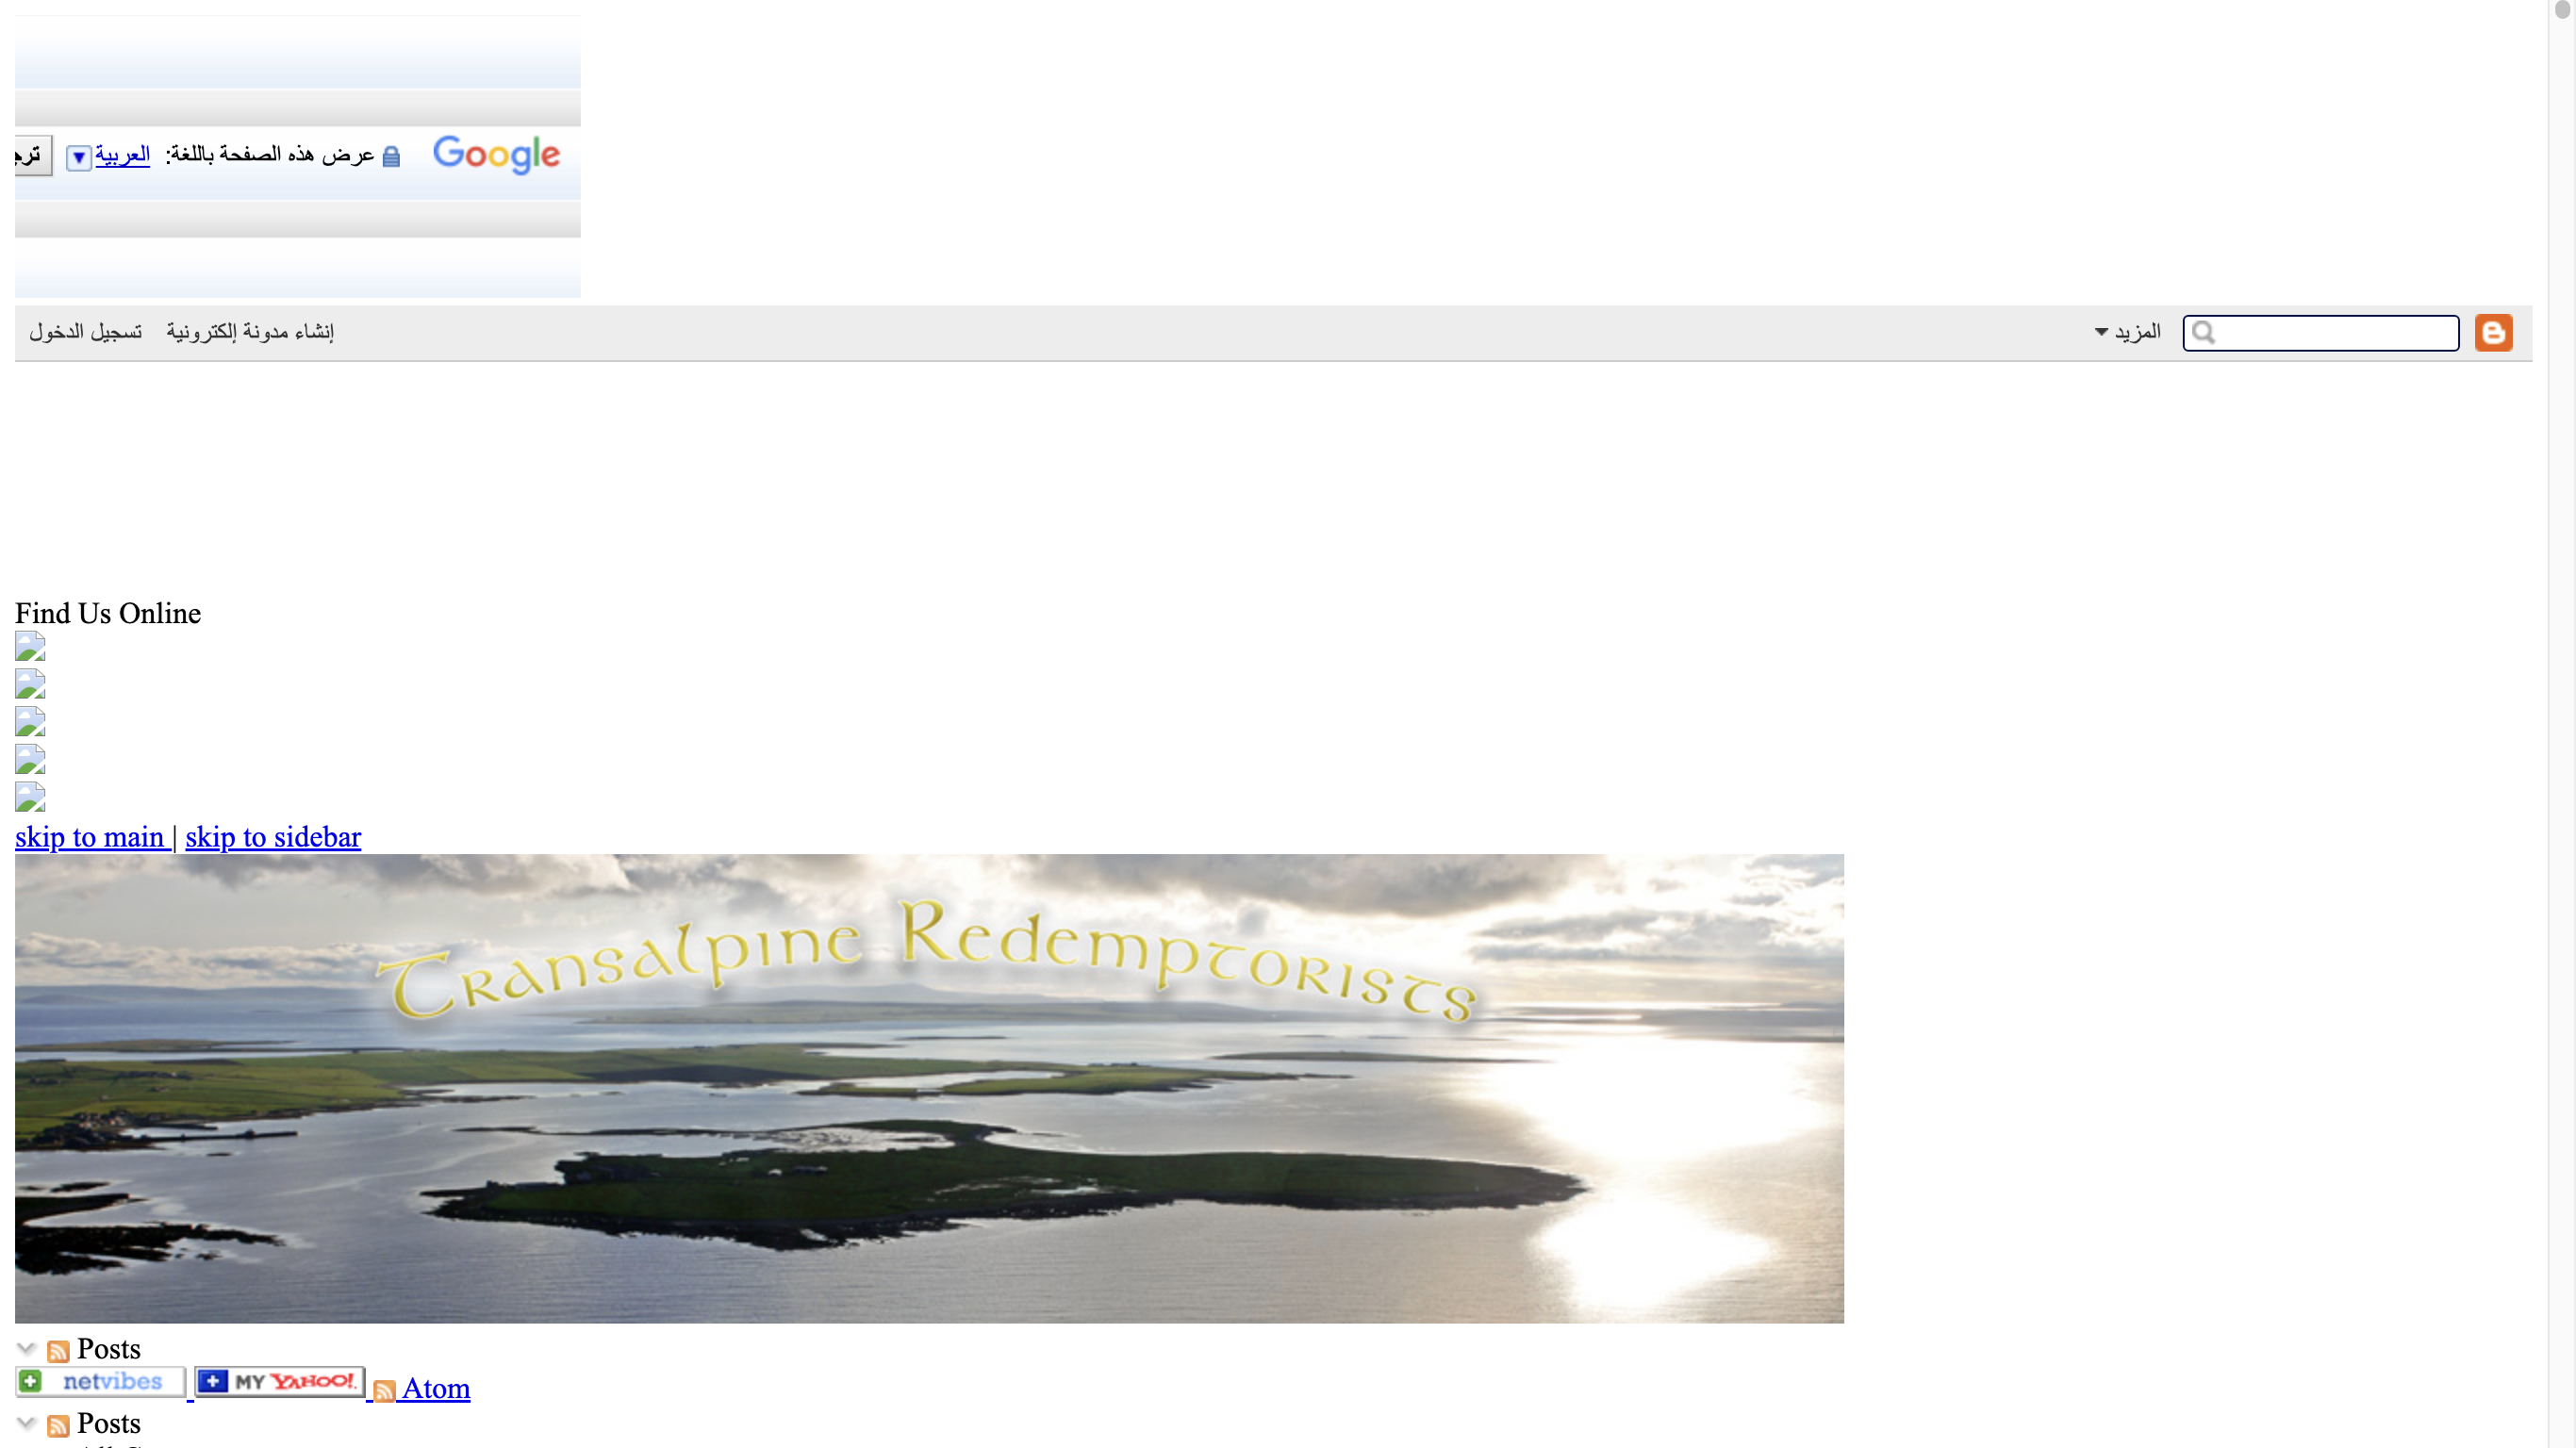 Google عرض هذه الصفحة باللغة: العربية
المزيد
إنشاء مدونة إلكترونية تسجيل الدخول
Find Us Online
skip to main | skip to sidebar
Transalpine Redemptorists
Posts
netvibes MY YAHOO! Atom
Posts